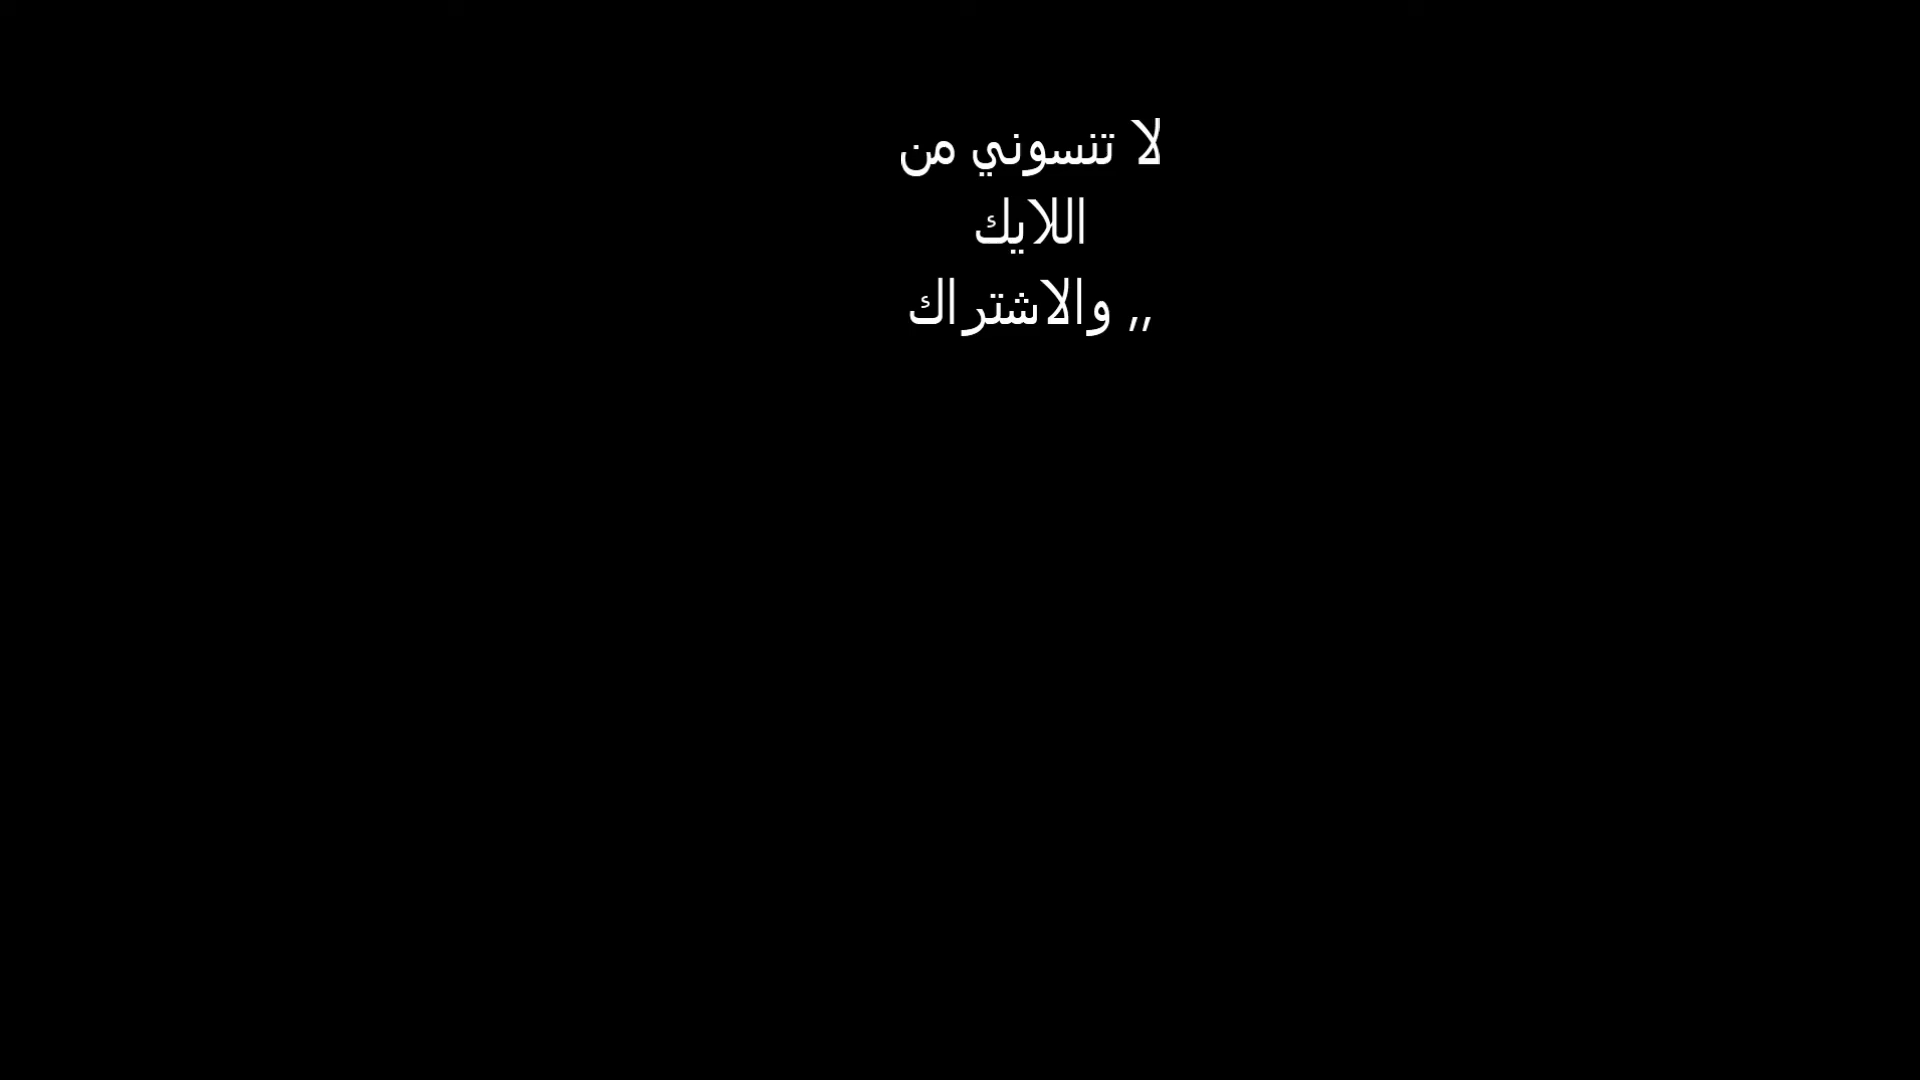 لا تنسوني من
اللايك
,, والاشتراك